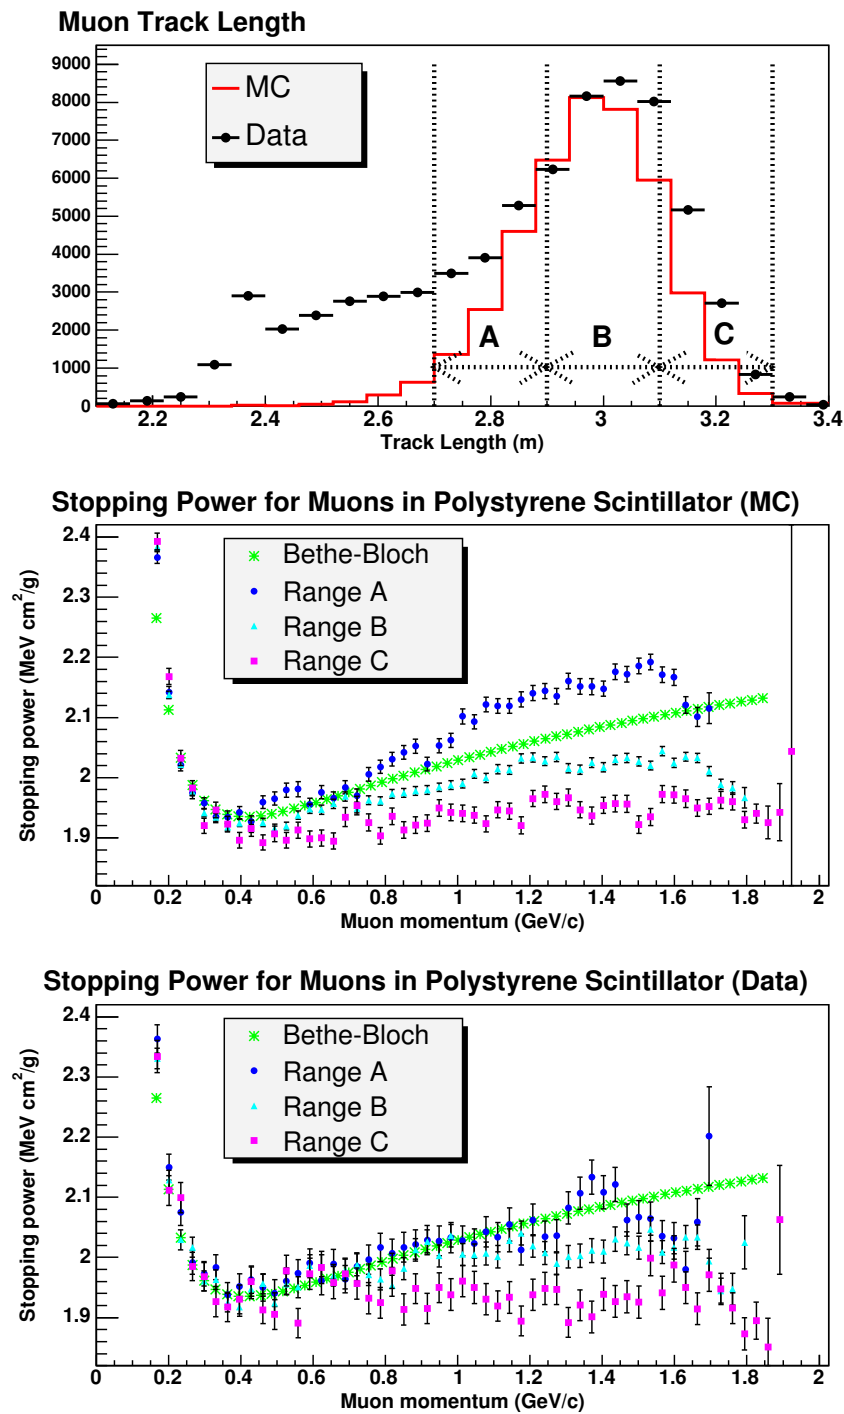 Muon Track Length
9000
8000
7000
6000
5000
4000
3000
2000
1000
0
MC
Data
A B C
2.2 2.4 2.6 2.8 3 3.2 3.4
Track Length (m)
Stopping Power for Muons in Polystyrene Scintillator (MC)
Stopping power (MeV cm²/g)
2.4
2.3
2.2
2.1
2
1.9
Bethe-Bloch
Range A
Range B
Range C
0 0.2 0.4 0.6 0.8 1 1.2 1.4 1.6 1.8 2
Muon momentum (GeV/c)
Stopping Power for Muons in Polystyrene Scintillator (Data)
Stopping power (MeV cm²/g)
2.4
2.3
2.2
2.1
2
1.9
Bethe-Bloch
Range A
Range B
Range C
0 0.2 0.4 0.6 0.8 1 1.2 1.4 1.6 1.8 2
Muon momentum (GeV/c)